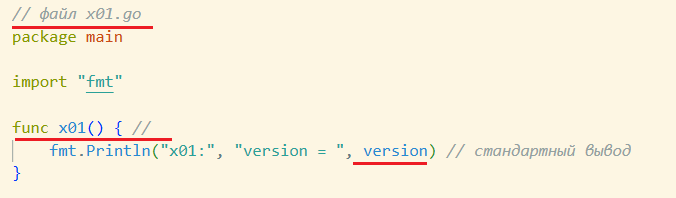 // файл x01.go
package main
import "fmt"
func x01() { //
fmt.Println("x01:", "version = ", version) // стандартный вывод
}